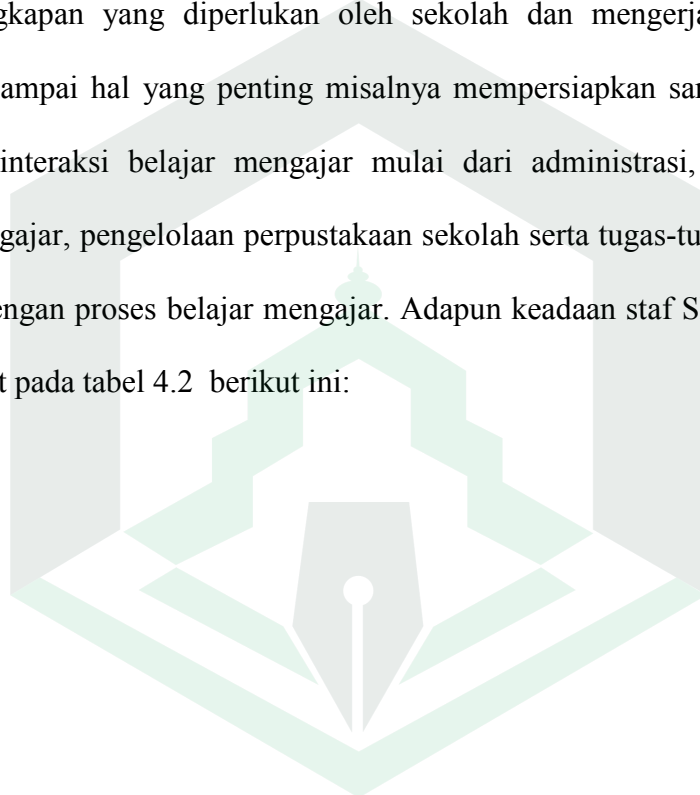 gkapan yang diperlukan oleh sekolah dan mengerja
ampai hal yang penting misalnya mempersiapkan sar
interaksi belajar mengajar mulai dari administrasi,
gajar, pengelolaan perpustakaan sekolah serta tugas-tu
engan proses belajar mengajar. Adapun keadaan staf S
t pada tabel 4.2 berikut ini: